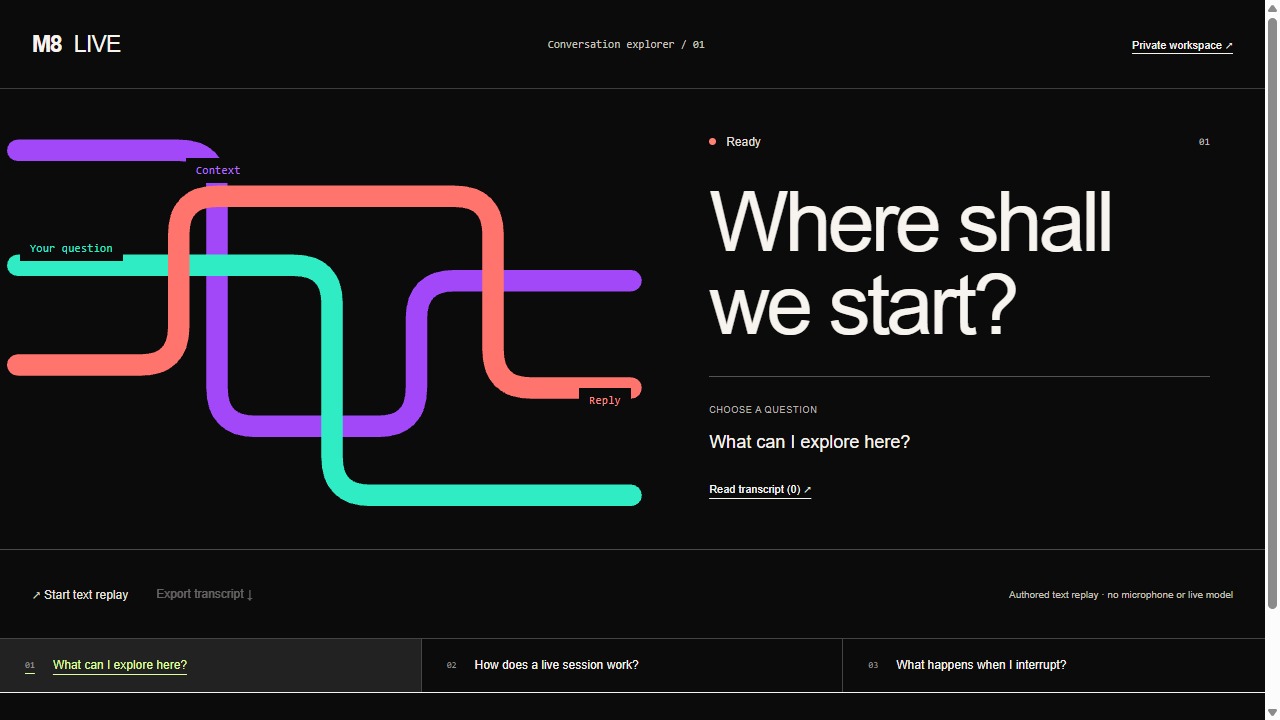 M8 LIVE
Conversation explorer / 01
Private workspace ↗
Context
Your question
Reply
Ready
01
Where shall
we start?
CHOOSE A QUESTION
What can I explore here?
Read transcript (0) ↗
↗ Start text replay
Export transcript ↓
Authored text replay · no microphone or live model
01 What can I explore here?
02 How does a live session work?
03 What happens when I interrupt?